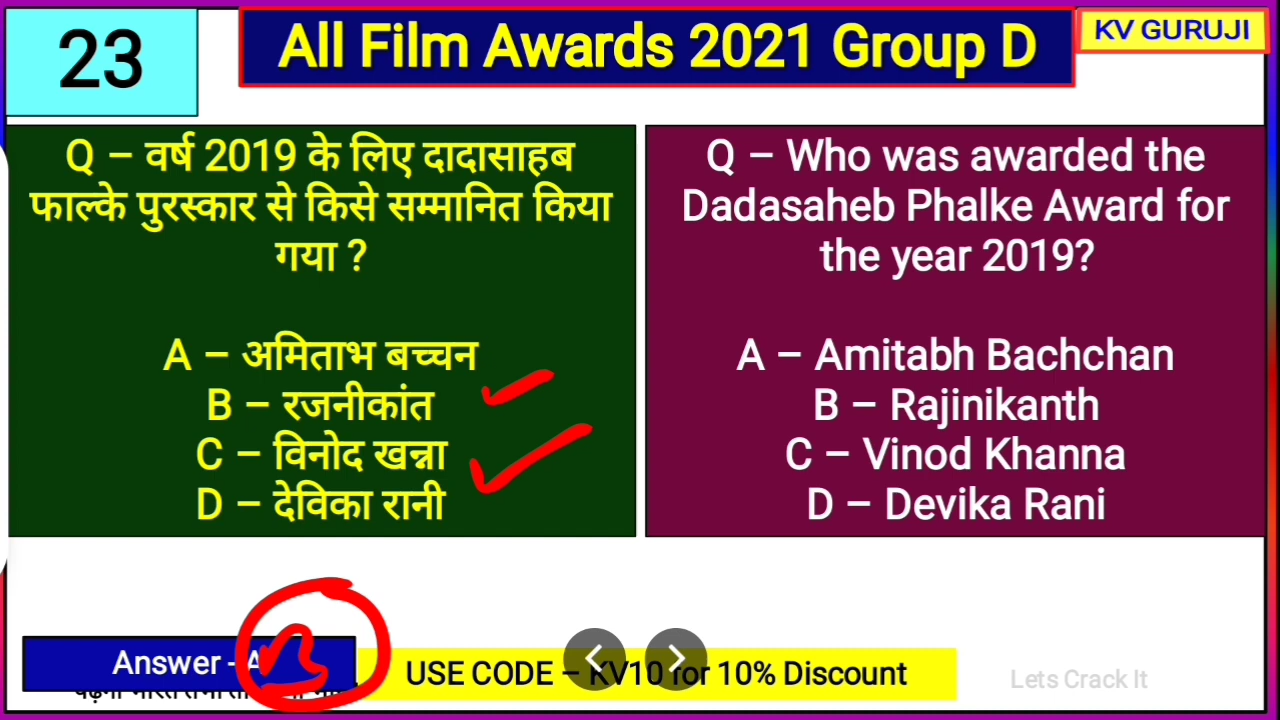 23
All Film Awards 2021 Group D
KV GURUJI
Q – वर्ष 2019 के लिए दादासाहब
फाल्के पुरस्कार से किसे सम्मानित किया
गया ?
A – अमिताभ बच्चन
B – रजनीकांत
C – विनोद खन्ना
D – देविका रानी
Q – Who was awarded the
Dadasaheb Phalke Award for
the year 2019?
A – Amitabh Bachchan
B – Rajinikanth
C – Vinod Khanna
D – Devika Rani
Answer - A
USE CODE – KV10 for 10% Discount
Lets Crack It